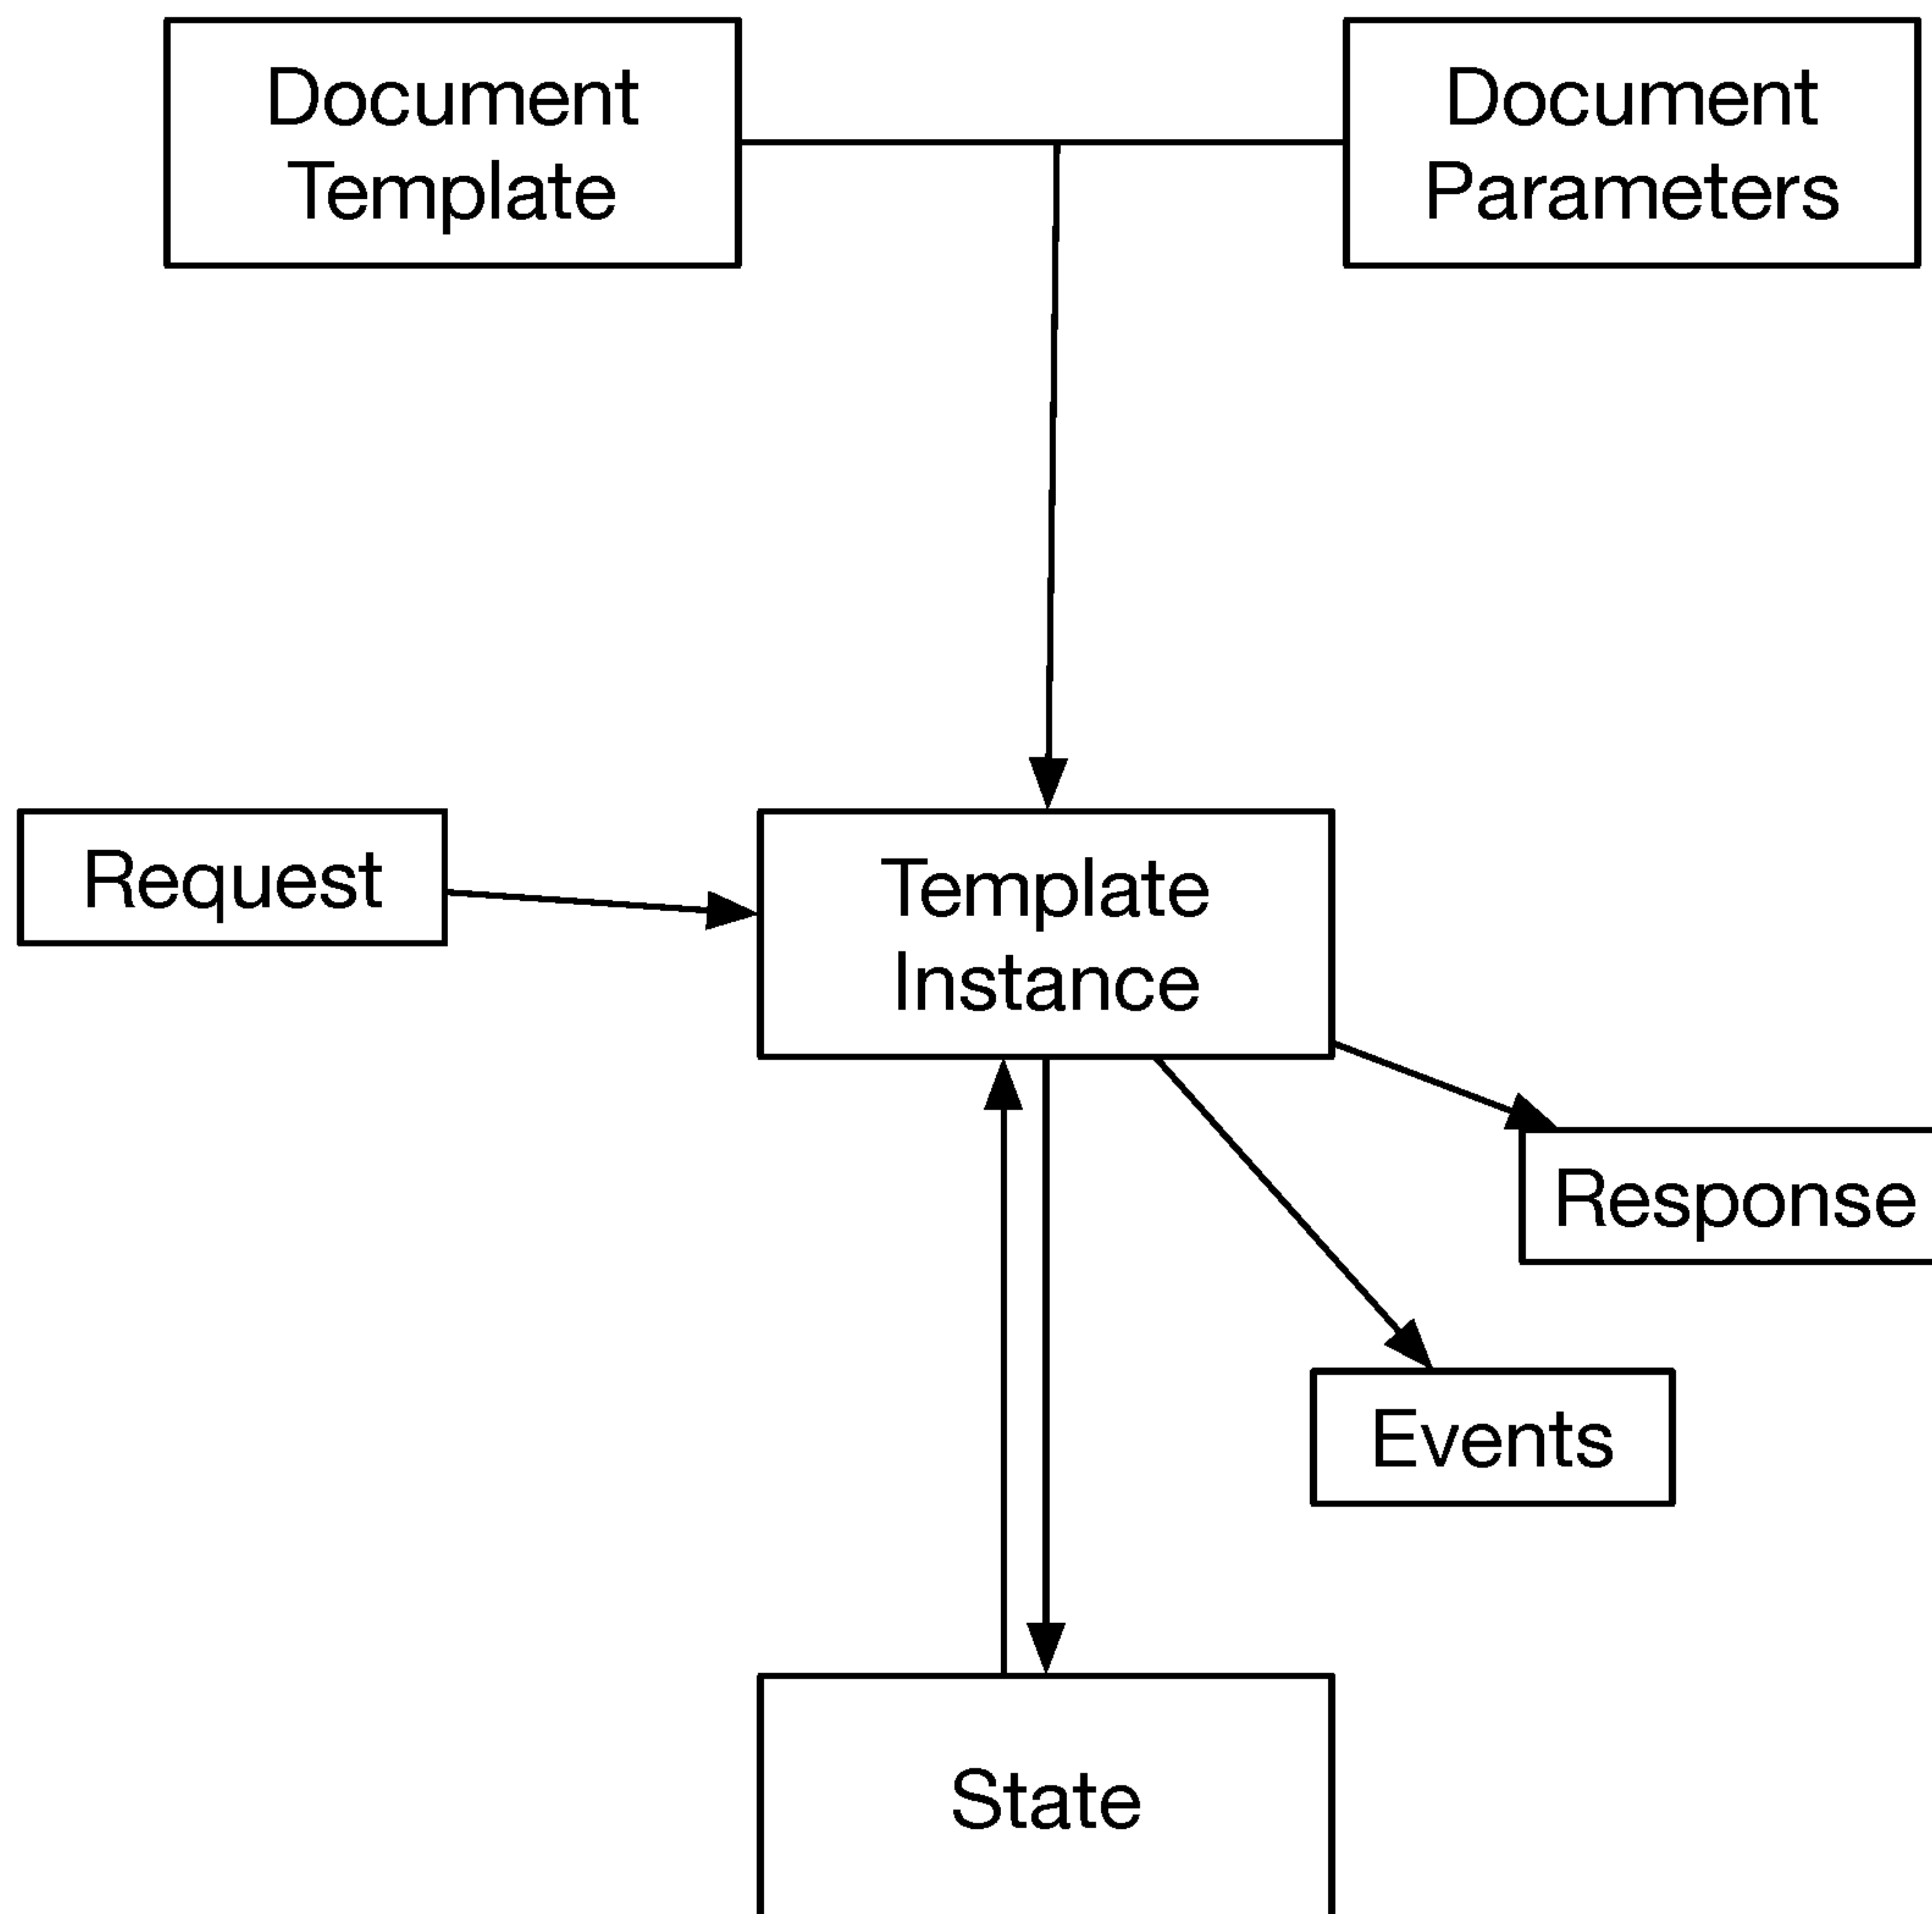 Document
Template
Document
Parameters
Request
Template
Instance
Response
Events
State